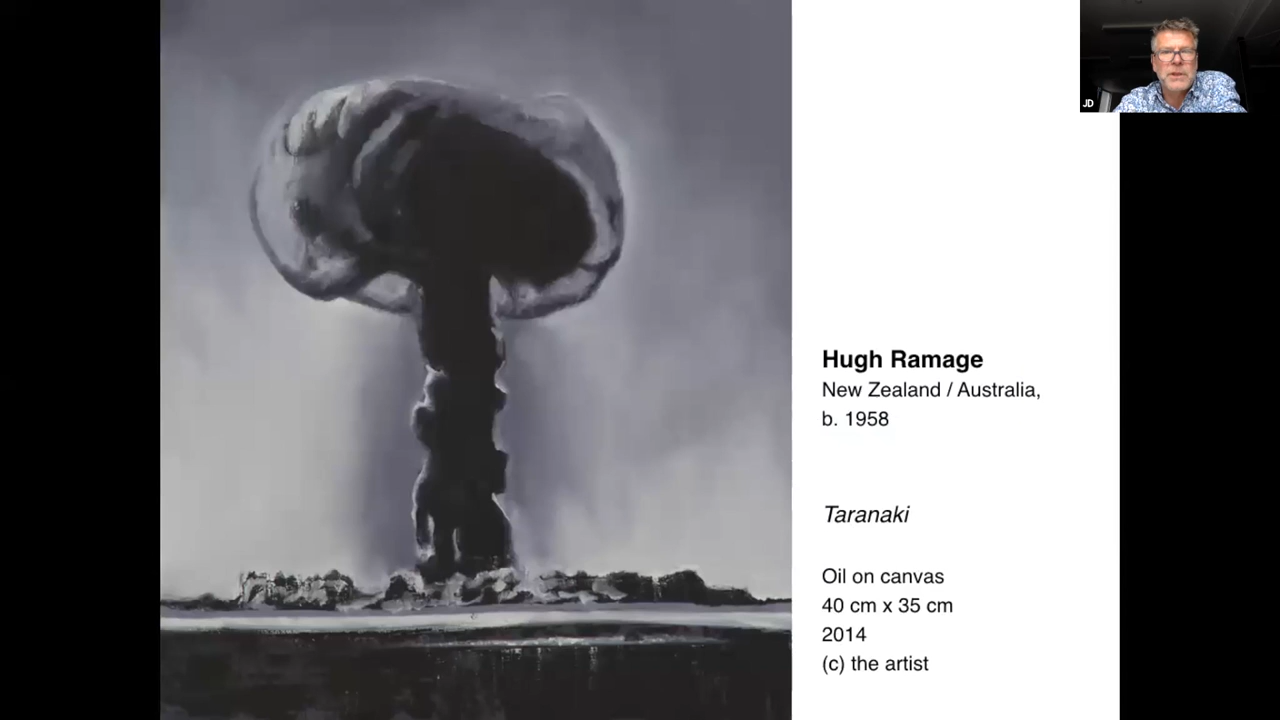 JD
Hugh Ramage
New Zealand / Australia,
b. 1958
Taranaki
Oil on canvas
40 cm x 35 cm
2014
(c) the artist